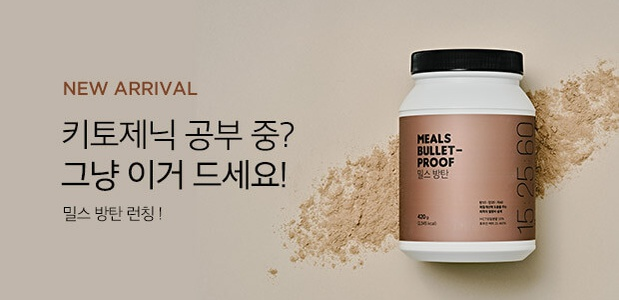 NEW ARRIVAL
키토제닉 공부 중?
그냥 이거 드세요!
밀스 방탄 런칭 !
MEALS
BULLET-
PROOF
밀스 방탄
15 25 60
420 g